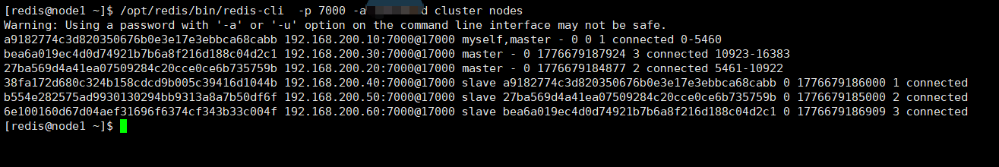 [redis@node1 ~]$ /opt/redis/bin/redis-cli  -p 7000 -a d cluster nodes
Warning: Using a password with '-a' or '-u' option on the command line interface may not be safe.
a9182774c3d820350676b0e3e17e3ebbca68cabb 192.168.200.10:7000@17000 myself,master - 0 0 1 connected 0-5460
bea6a019ec4d0d74921b7b6a8f216d188c04d2c1 192.168.200.30:7000@17000 master - 0 1776679187924 3 connected 10923-16383
27ba569d4a41ea07509284c20cce0ce6b735759b 192.168.200.20:7000@17000 master - 0 1776679184877 2 connected 5461-10922
38fa172d680c324b158cdcd9b005c39416d1044b 192.168.200.40:7000@17000 slave a9182774c3d820350676b0e3e17e3ebbca68cabb 0 1776679186000 1 connected
b554e282575ad9930130294bb9313a8a7b50df6f 192.168.200.50:7000@17000 slave 27ba569d4a41ea07509284c20cce0ce6b735759b 0 1776679185000 2 connected
6e100160d67d04aef31696f6374cf343b33c004f 192.168.200.60:7000@17000 slave bea6a019ec4d0d74921b7b6a8f216d188c04d2c1 0 1776679186909 3 connected
[redis@node1 ~]$